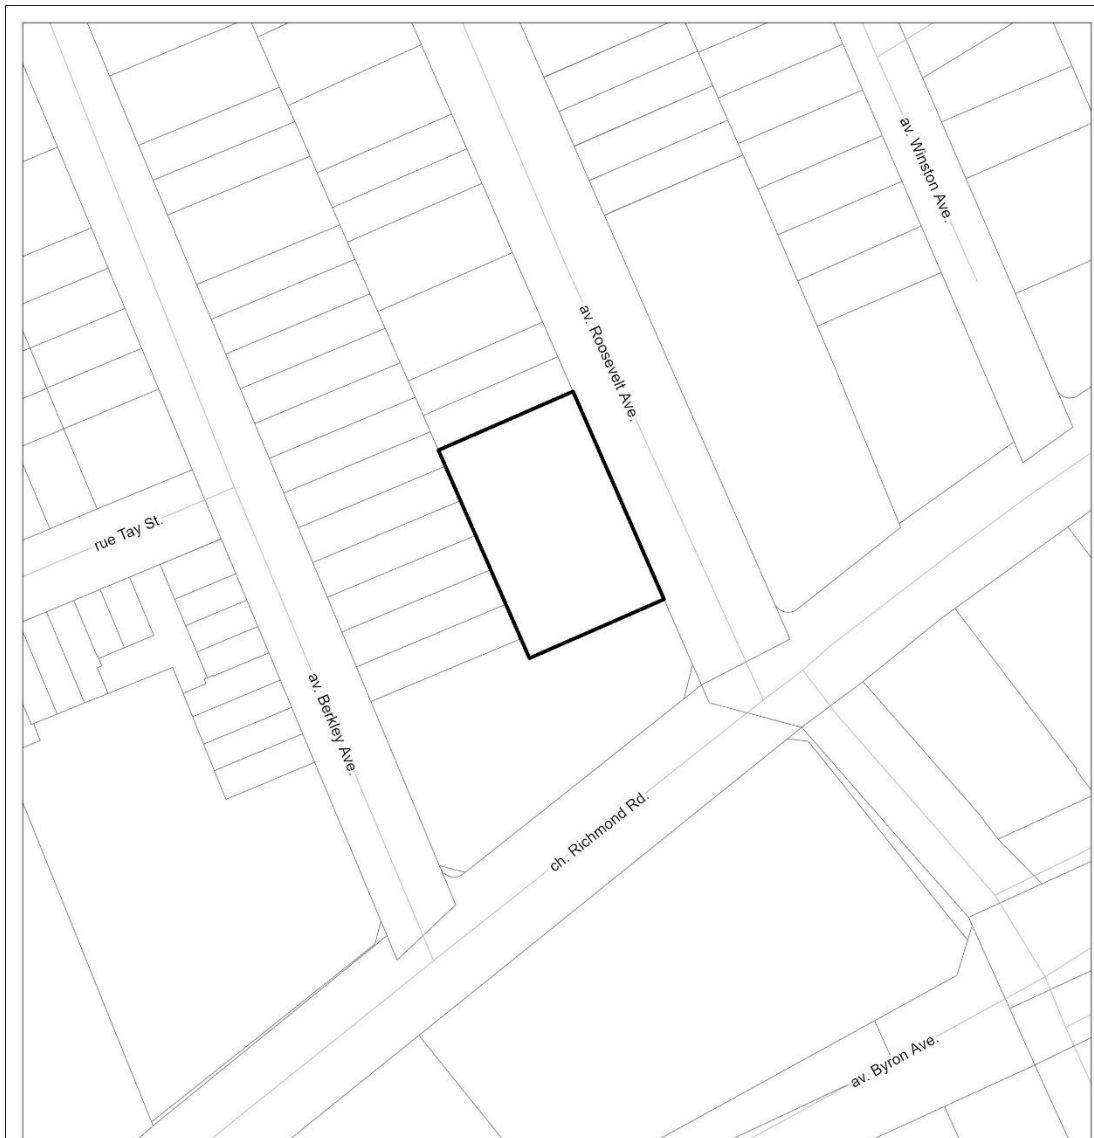 av. Winston Ave.
av. Roosevelt Ave.
rue Tay St.
av. Berkley Ave.
ch. Richmond Rd.
av. Byron Ave.